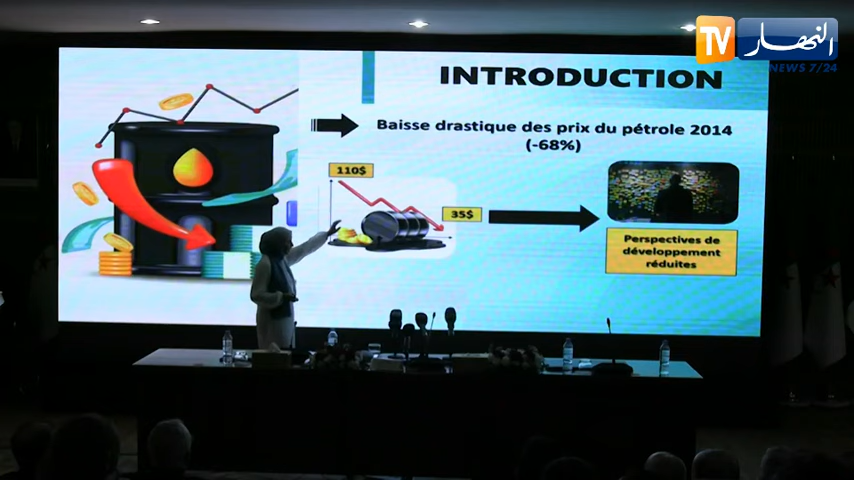 TV النهار
NEWS 7/24
INTRODUCTION
Baisse drastique des prix du pétrole 2014
(-68%)
110$
35$
Perspectives de
développement
réduites